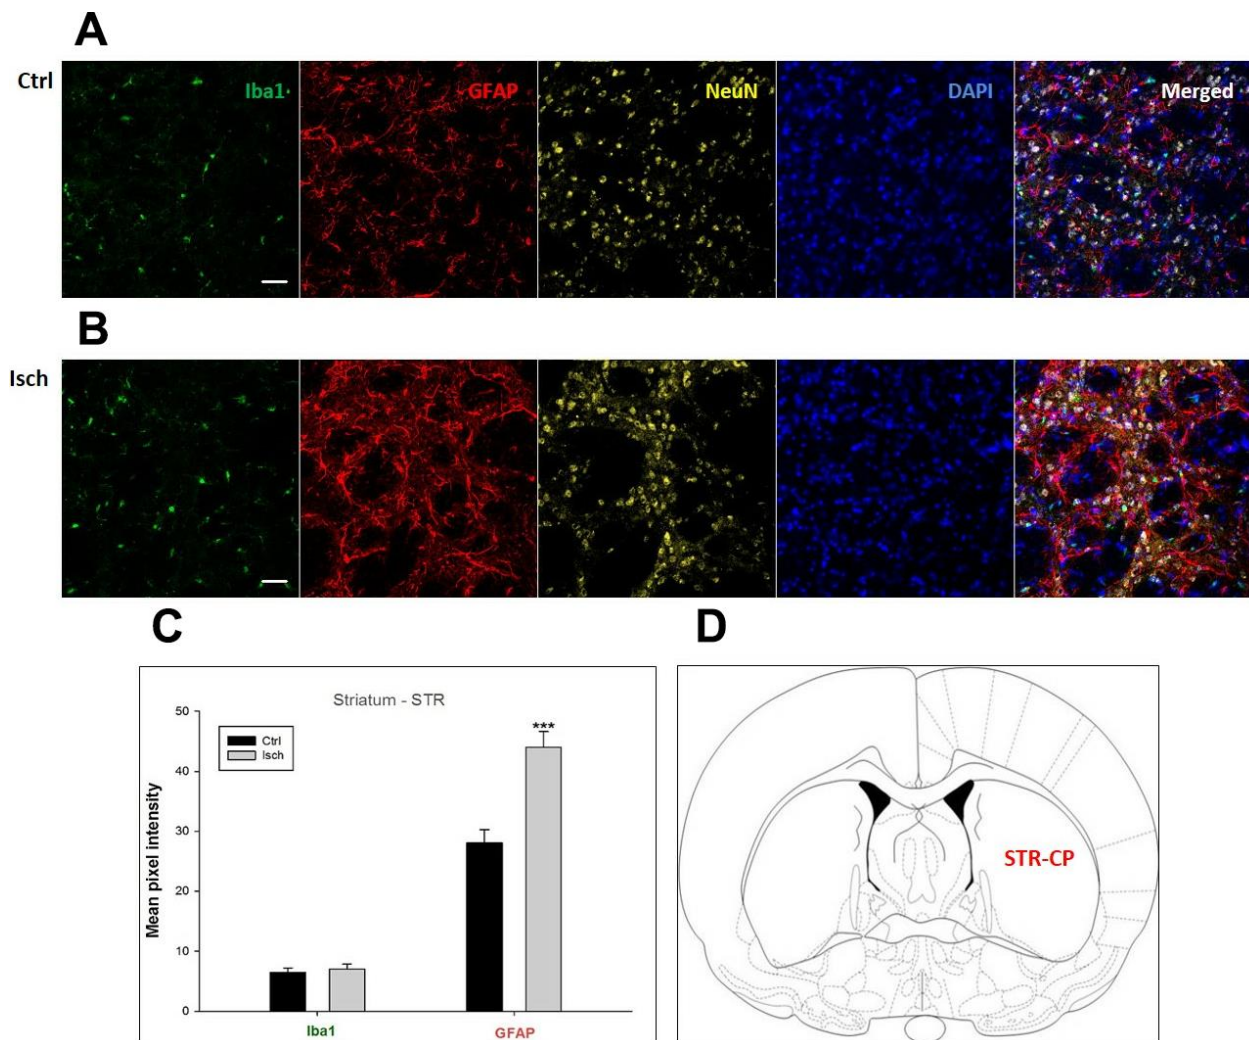 A
Ctrl
Iba1
GFAP
NeuN
DAPI
Merged
B
Isch
C
D
Striatum - STR
50
40
30
20
10
0
Mean pixel intensity
Ctrl
Isch
***
Iba1
GFAP
STR-CP